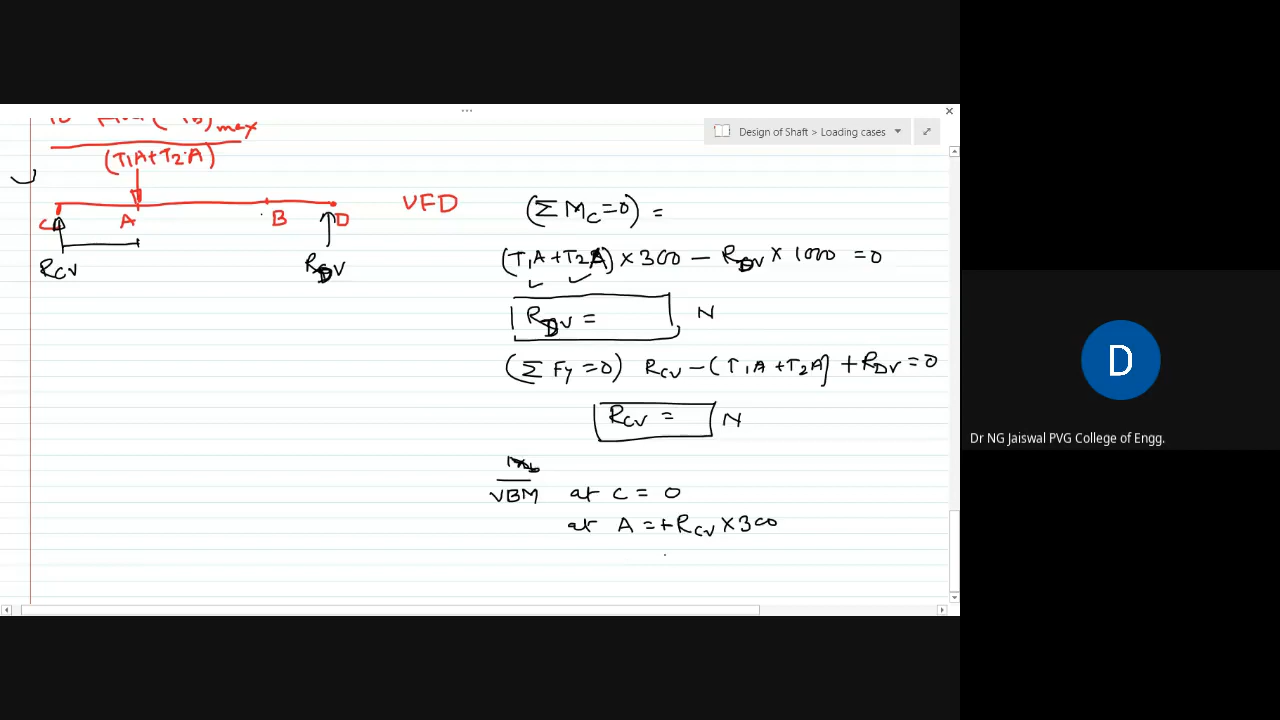 Design of Shaft > Loading cases
max
(T1A+T2A)
C A B D VFD
RCV RDV
(ΣMC=0) =
(T1A+T2A) × 300 − RDV × 1000 = 0
RDV = N
(ΣFy=0) RCV − (T1A+T2A) + RDV = 0
RCV = N
VBM at C = 0
at A = +RCV × 300
D
Dr NG Jaiswal PVG College of Engg.